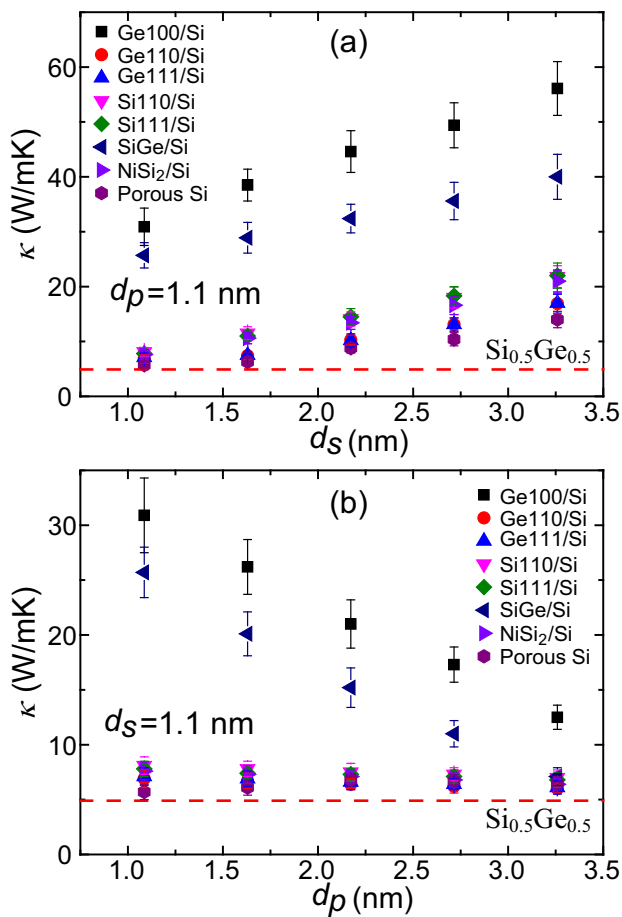 (a)
Ge100/Si
Ge110/Si
Ge111/Si
Si110/Si
Si111/Si
SiGe/Si
NiSi₂/Si
Porous Si
κ (W/mK)
60
40
20
0
dₚ=1.1 nm
Si₀.₅Ge₀.₅
1.0 1.5 2.0 2.5 3.0 3.5
dₛ (nm)
(b)
Ge100/Si
Ge110/Si
Ge111/Si
Si110/Si
Si111/Si
SiGe/Si
NiSi₂/Si
Porous Si
κ (W/mK)
30
20
10
0
dₛ=1.1 nm
Si₀.₅Ge₀.₅
1.0 1.5 2.0 2.5 3.0 3.5
dₚ (nm)